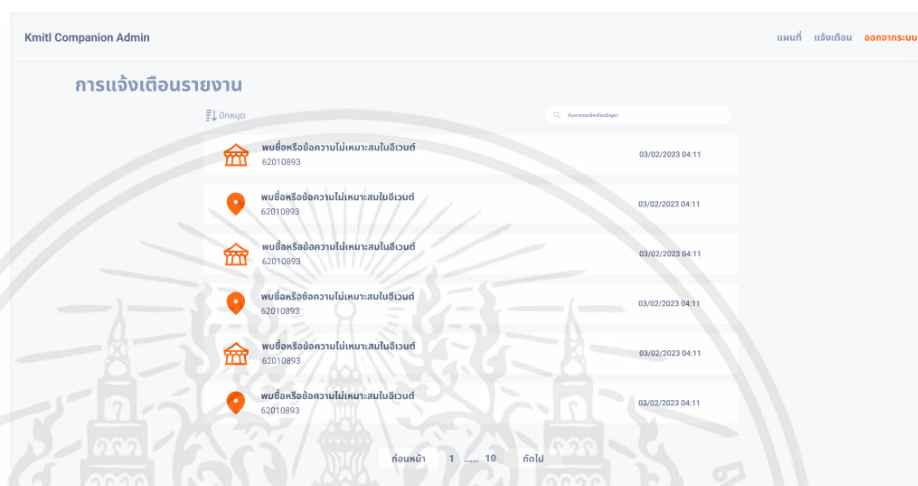 Kmitl Companion Admin แผนที่ แจ้งเตือน ออกจากระบบ
การแจ้งเตือนรายงาน
ปักหมุด
พบชื่อหรือข้อความไม่เหมาะสมในอีเวนต์
62010893
03/02/2023 04:11
พบชื่อหรือข้อความไม่เหมาะสมในอีเวนต์
62010893
03/02/2023 04:11
พบชื่อหรือข้อความไม่เหมาะสมในอีเวนต์
62010893
03/02/2023 04:11
พบชื่อหรือข้อความไม่เหมาะสมในอีเวนต์
62010893
03/02/2023 04:11
พบชื่อหรือข้อความไม่เหมาะสมในอีเวนต์
62010893
03/02/2023 04:11
พบชื่อหรือข้อความไม่เหมาะสมในอีเวนต์
62010893
03/02/2023 04:11
ก่อนหน้า 1 ..... 10 ถัดไป